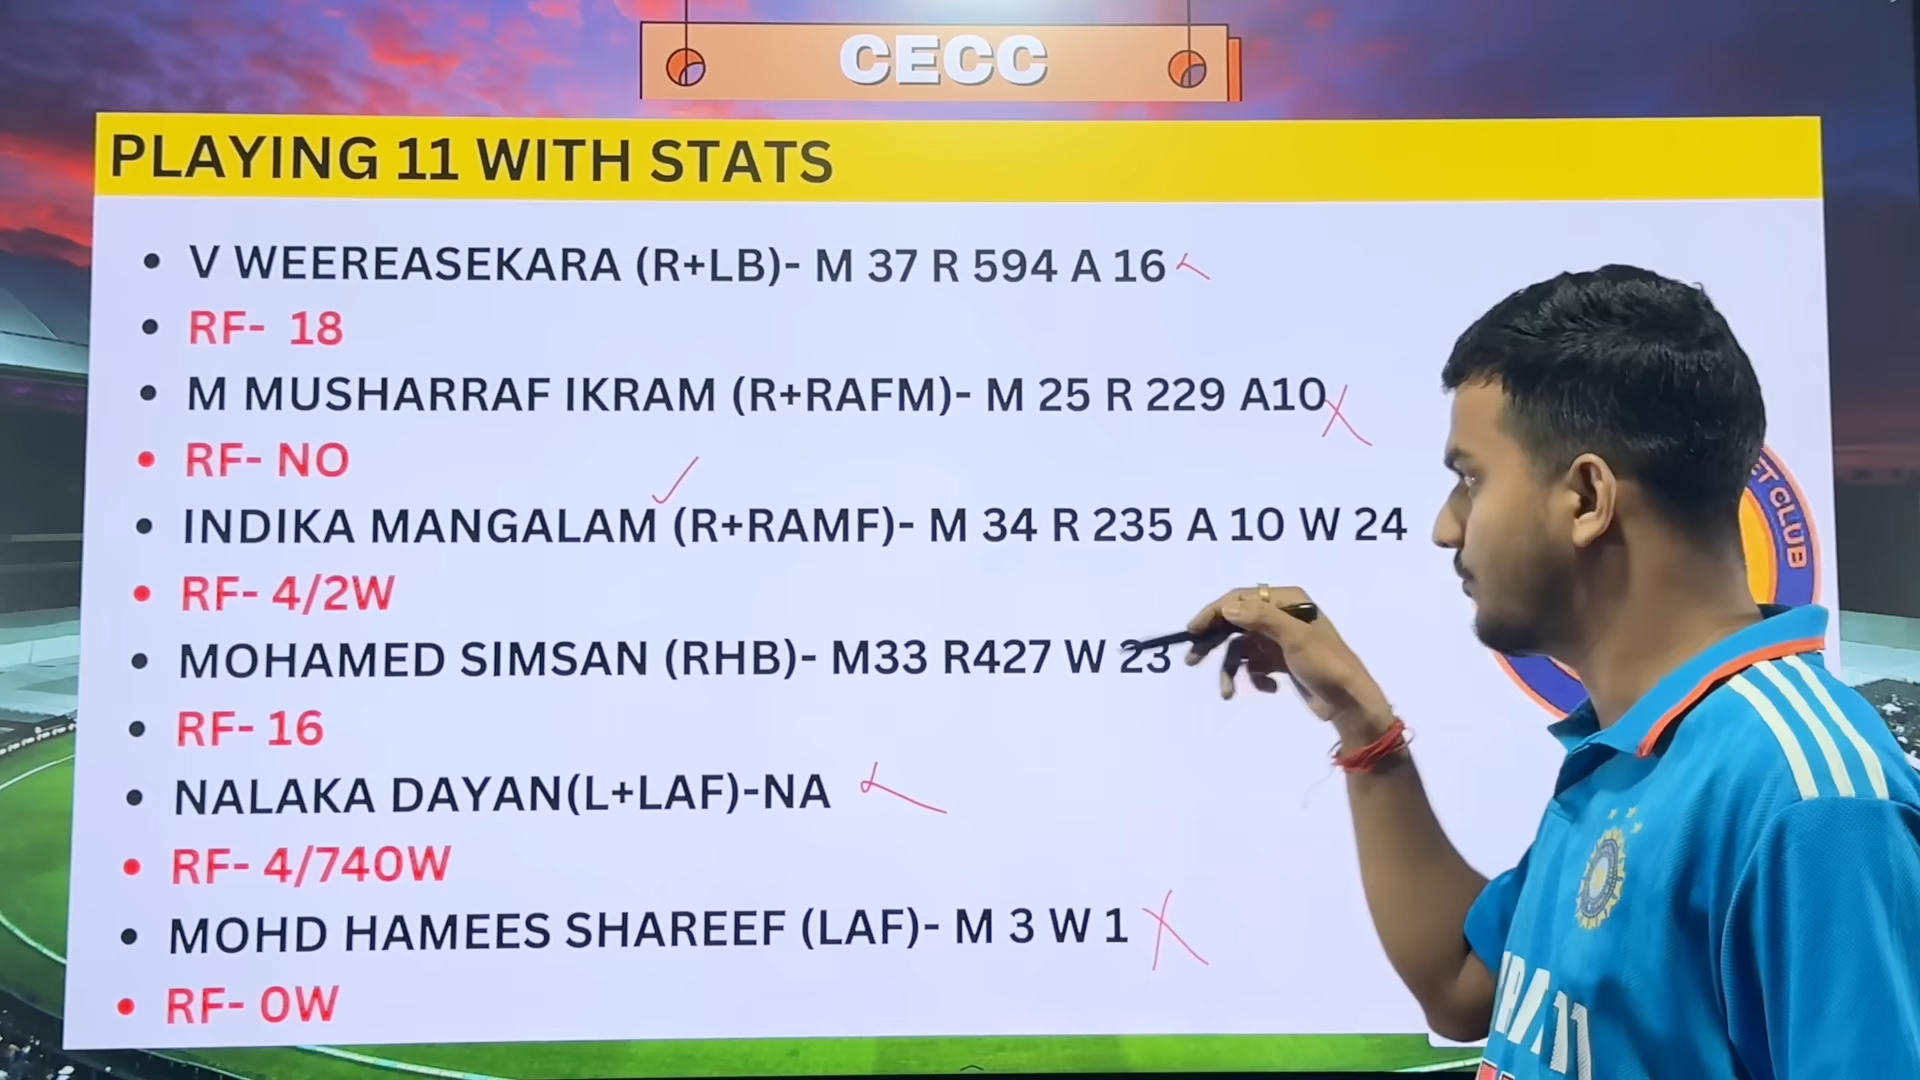 CECC
PLAYING 11 WITH STATS
• V WEEREASEKARA (R+LB)- M 37 R 594 A 16
• RF- 18
• M MUSHARRAF IKRAM (R+RAFM)- M 25 R 229 A10
• RF- NO
• INDIKA MANGALAM (R+RAMF)- M 34 R 235 A 10 W 24
• RF- 4/2W
• MOHAMED SIMSAN (RHB)- M33 R427 W 23
• RF- 16
• NALAKA DAYAN(L+LAF)-NA
• RF- 4/740W
• MOHD HAMEES SHAREEF (LAF)- M 3 W 1
• RF- 0W
CLUB
11